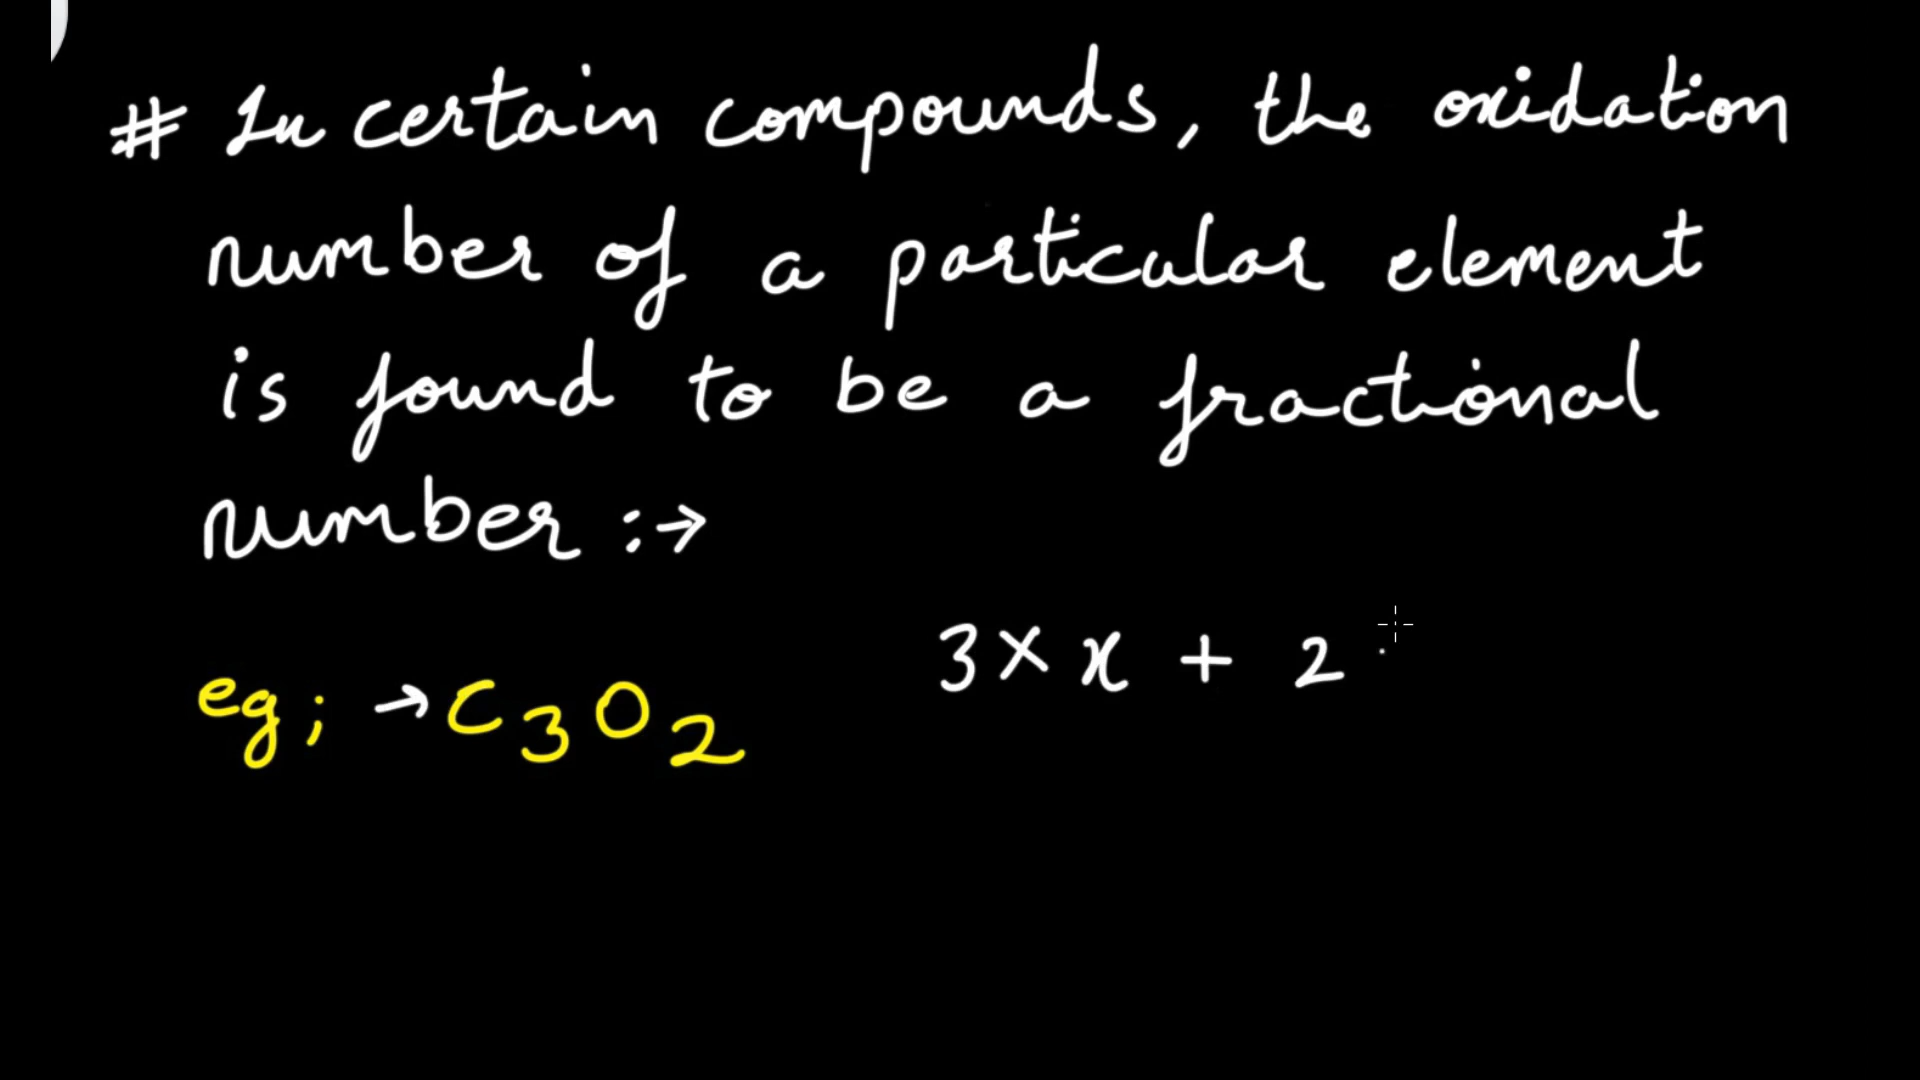 # In certain compounds, the oxidation
number of a particular element
is found to be a fractional
number :→
3 × x + 2 ·
eg; → C₃O₂